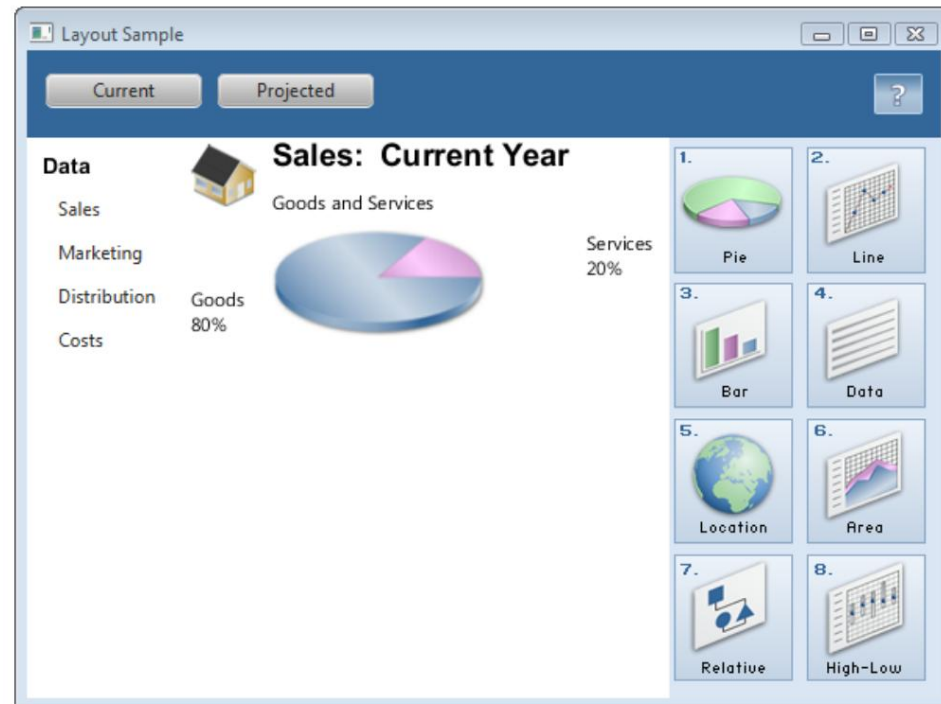 Layout Sample
Current
Projected
?
Data
Sales
Marketing
Distribution
Costs
Sales: Current Year
Goods and Services
Goods
80%
Services
20%
1.
Pie
2.
Line
3.
Bar
4.
Data
5.
Location
6.
Area
7.
Relative
8.
High-Low